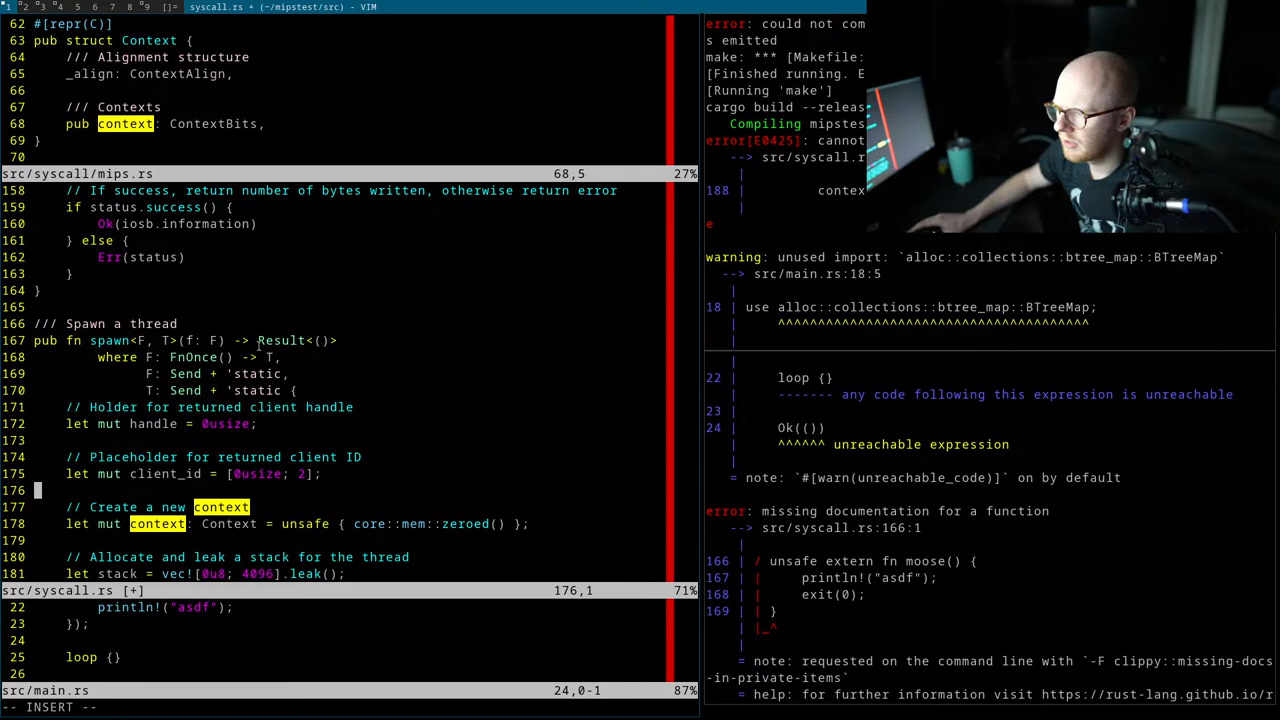 1 2 3 4 5 6 7 8 9 []= syscall.rs + (~/mipstest/src) - VIM
62 #[repr(C)]
63 pub struct Context {
64 /// Alignment structure
65 _align: ContextAlign,
66
67 /// Contexts
68 pub context: ContextBits,
69 }
70
src/syscall/mips.rs 68,5 27%
158 // If success, return number of bytes written, otherwise return error
159 if status.success() {
160 Ok(iosb.information)
161 } else {
162 Err(status)
163 }
164 }
165
166 /// Spawn a thread
167 pub fn spawn<F, T>(f: F) -> Result<()>
168 where F: FnOnce() -> T,
169 F: Send + 'static,
170 T: Send + 'static {
171 // Holder for returned client handle
172 let mut handle = 0usize;
173
174 // Placeholder for returned client ID
175 let mut client_id = [0usize; 2];
176
177 // Create a new context
178 let mut context: Context = unsafe { core::mem::zeroed() };
179
180 // Allocate and leak a stack for the thread
181 let stack = vec![0u8; 4096].leak();
src/syscall.rs [+] 176,1 71%
22 println!("asdf");
23 });
24
25 loop {}
26
src/main.rs 24,0-1 87%
-- INSERT --
error: could not com
s emitted
make: *** [Makefile:
[Finished running. E
[Running 'make']
cargo build --releas
Compiling mipstes
error[E0425]: cannot
--> src/syscall.r
|
188 | contex
|
e
warning: unused import: `alloc::collections::btree_map::BTreeMap`
--> src/main.rs:18:5
|
18 | use alloc::collections::btree_map::BTreeMap;
| ^^^^^^^^^^^^^^^^^^^^^^^^^^^^^^^^^^^^^^^
|
22 | loop {}
| ------- any code following this expression is unreachable
23 |
24 | Ok(())
| ^^^^^^ unreachable expression
|
= note: `#[warn(unreachable_code)]` on by default
error: missing documentation for a function
--> src/syscall.rs:166:1
|
166 | / unsafe extern fn moose() {
167 | | println!("asdf");
168 | | exit(0);
169 | | }
| |_^
|
= note: requested on the command line with `-F clippy::missing-docs
-in-private-items`
= help: for further information visit https://rust-lang.github.io/r